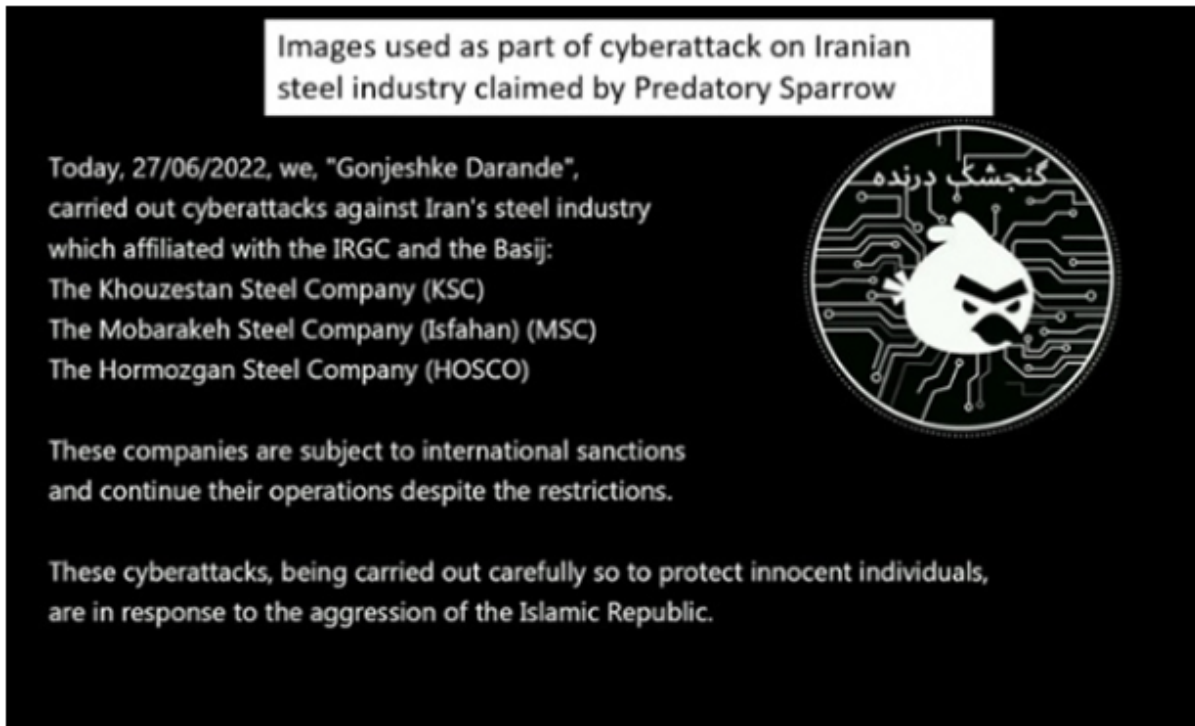 Images used as part of cyberattack on Iranian
steel industry claimed by Predatory Sparrow
Today, 27/06/2022, we, "Gonjeshke Darande",
carried out cyberattacks against Iran's steel industry
which affiliated with the IRGC and the Basij:
The Khouzestan Steel Company (KSC)
The Mobarakeh Steel Company (Isfahan) (MSC)
The Hormozgan Steel Company (HOSCO)
گنجشک درنده
These companies are subject to international sanctions
and continue their operations despite the restrictions.
These cyberattacks, being carried out carefully so to protect innocent individuals,
are in response to the aggression of the Islamic Republic.